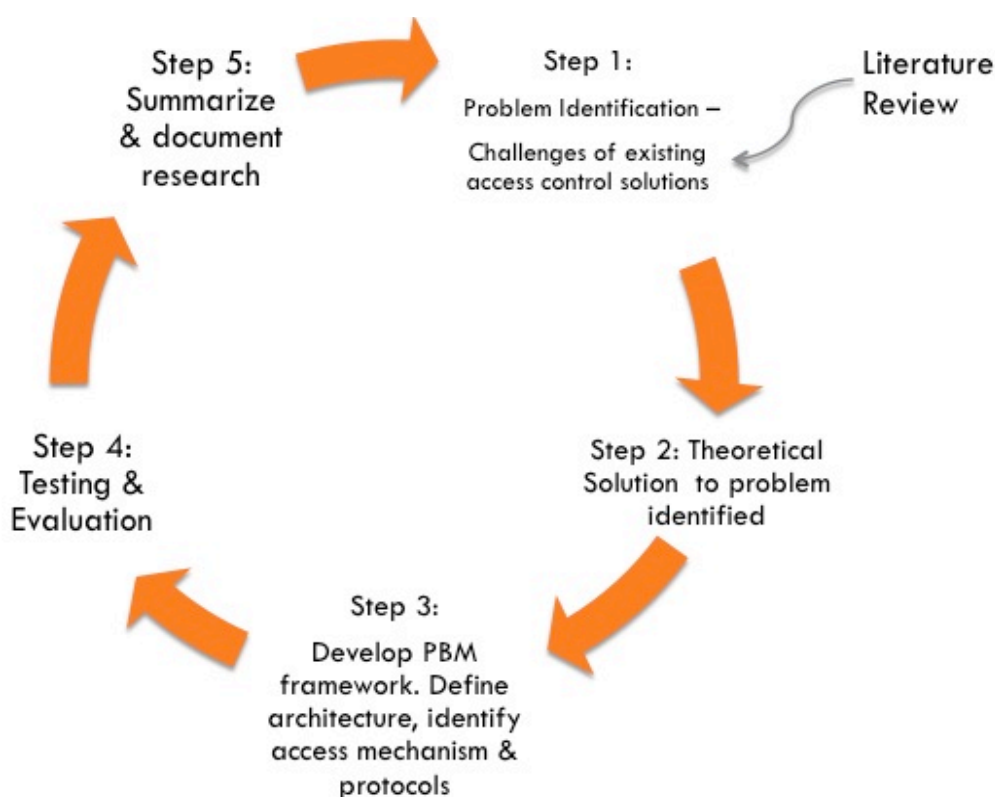 Step 1:
Problem Identification –
Challenges of existing
access control solutions
Literature
Review
Step 2: Theoretical
Solution to problem
identified
Step 3:
Develop PBM
framework. Define
architecture, identify
access mechanism &
protocols
Step 4:
Testing &
Evaluation
Step 5:
Summarize
& document
research